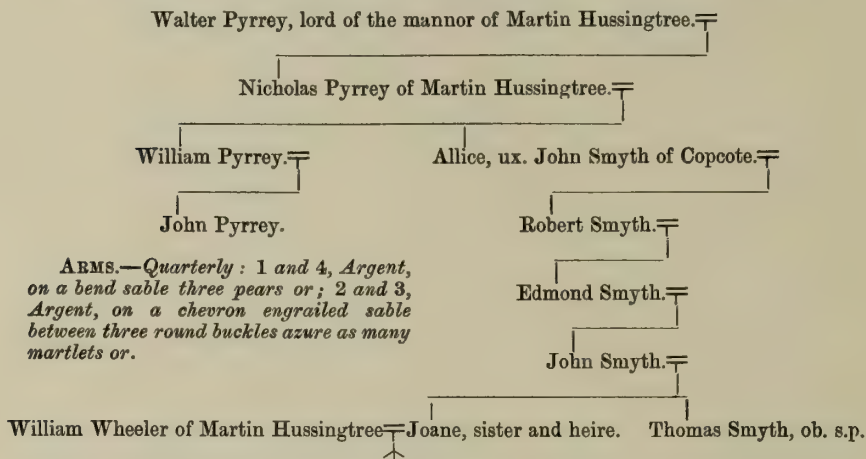 Walter Pyrrey, lord of the mannor of Martin Hussingtree.
Nicholas Pyrrey of Martin Hussingtree.
William Pyrrey.
Allice, ux. John Smyth of Copcote.
John Pyrrey.
Robert Smyth.
ARMS.—Quarterly: 1 and 4, Argent,
on a bend sable three pears or; 2 and 3,
Argent, on a chevron engrailed sable
between three round buckles azure as many
martlets or.
Edmond Smyth.
John Smyth.
William Wheeler of Martin Hussingtree
Joane, sister and heire.
Thomas Smyth, ob. s.p.